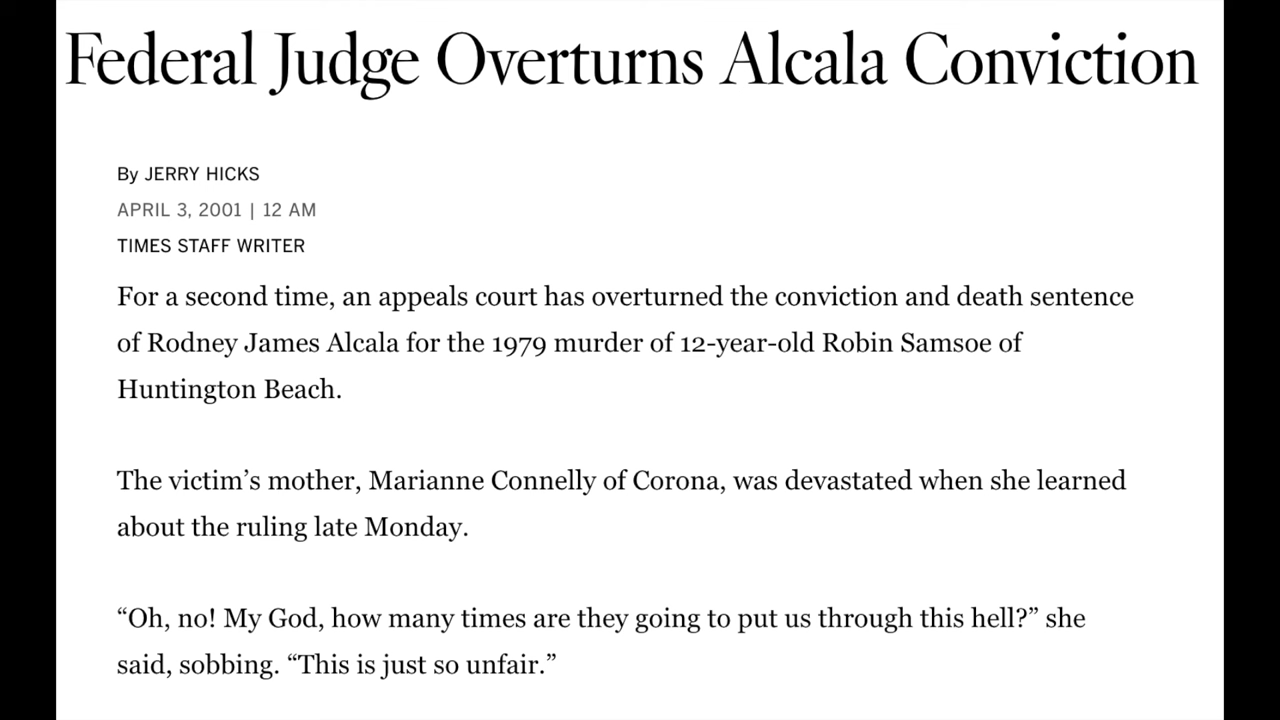 Federal Judge Overturns Alcala Conviction
By JERRY HICKS
APRIL 3, 2001 | 12 AM
TIMES STAFF WRITER
For a second time, an appeals court has overturned the conviction and death sentence
of Rodney James Alcala for the 1979 murder of 12-year-old Robin Samsoe of
Huntington Beach.
The victim’s mother, Marianne Connelly of Corona, was devastated when she learned
about the ruling late Monday.
“Oh, no! My God, how many times are they going to put us through this hell?” she
said, sobbing. “This is just so unfair.”